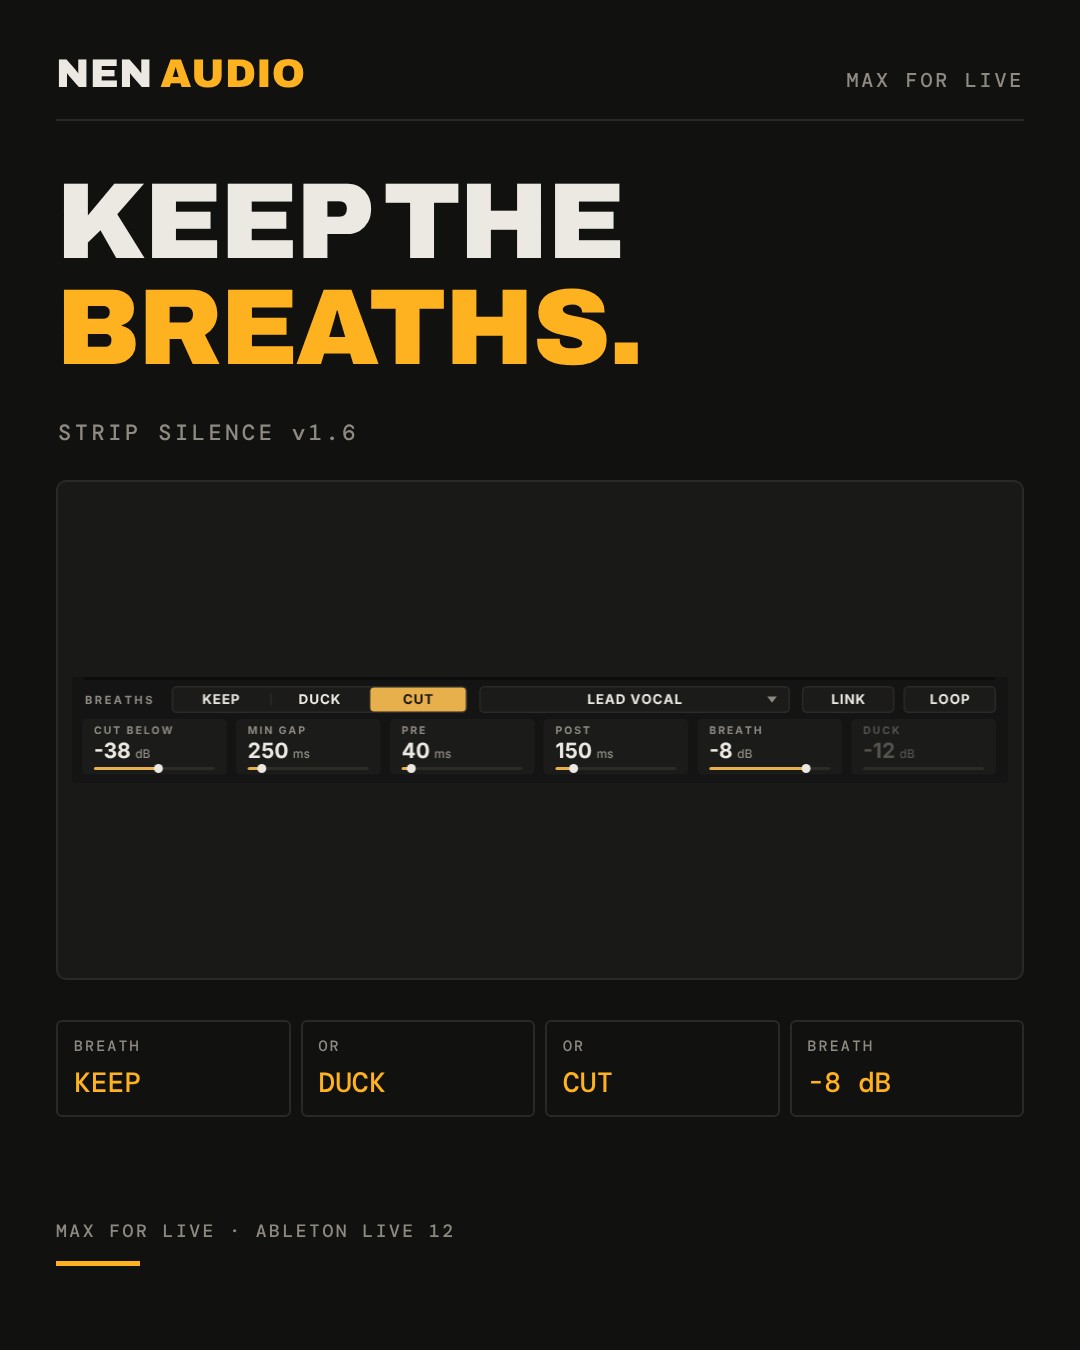 NEN AUDIO
MAX FOR LIVE
KEEP THE
BREATHS.
STRIP SILENCE v1.6
BREATHS KEEP DUCK CUT LEAD VOCAL LINK LOOP
CUT BELOW MIN GAP PRE POST BREATH DUCK
-38 dB 250 ms 40 ms 150 ms -8 dB -12 dB
BREATH OR OR BREATH
KEEP DUCK CUT -8 dB
MAX FOR LIVE · ABLETON LIVE 12